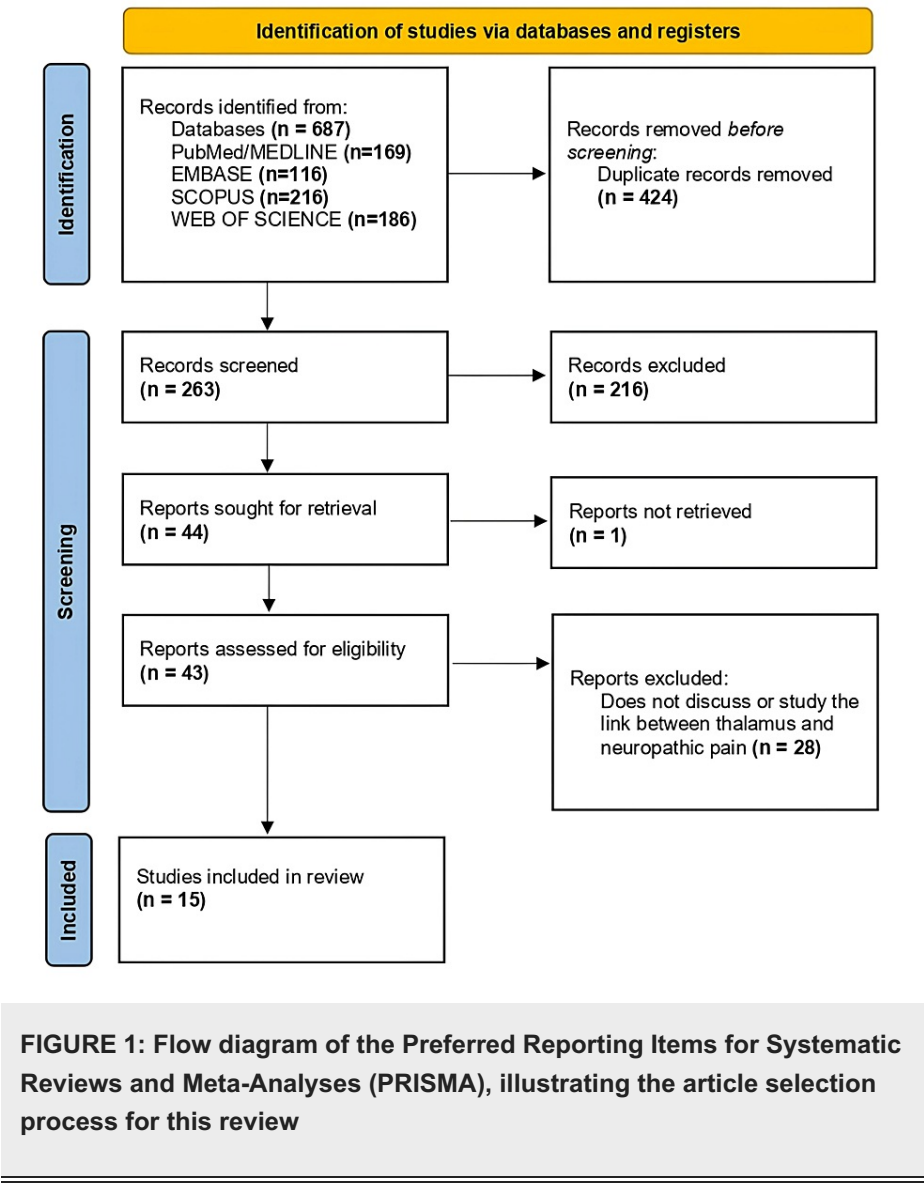 Identification of studies via databases and registers
Identification
Records identified from:
Databases (n = 687)
PubMed/MEDLINE (n=169)
EMBASE (n=116)
SCOPUS (n=216)
WEB OF SCIENCE (n=186)
Records removed before
screening:
Duplicate records removed
(n = 424)
Screening
Records screened
(n = 263)
Records excluded
(n = 216)
Reports sought for retrieval
(n = 44)
Reports not retrieved
(n = 1)
Reports assessed for eligibility
(n = 43)
Reports excluded:
Does not discuss or study the
link between thalamus and
neuropathic pain (n = 28)
Included
Studies included in review
(n = 15)
FIGURE 1: Flow diagram of the Preferred Reporting Items for Systematic
Reviews and Meta-Analyses (PRISMA), illustrating the article selection
process for this review